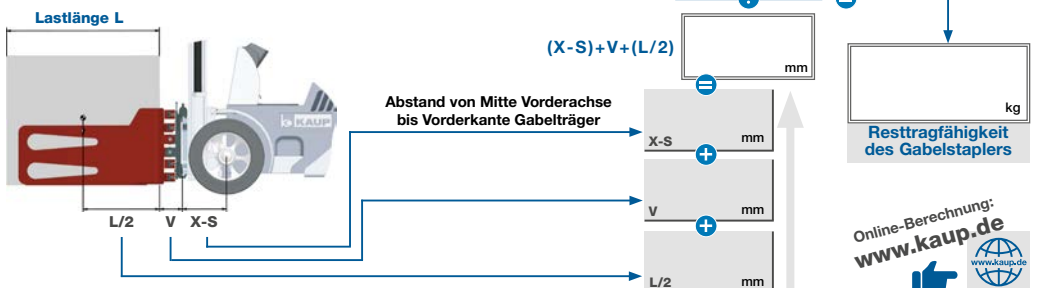 Lastlänge L
(X-S)+V+(L/2)
mm
kg
KAUP
Abstand von Mitte Vorderachse
bis Vorderkante Gabelträger
=
X-S mm
Resttragfähigkeit
des Gabelstaplers
+
V mm
L/2 V X-S
+
Online-Berechnung:
www.kaup.de
www.kaup.de
L/2 mm